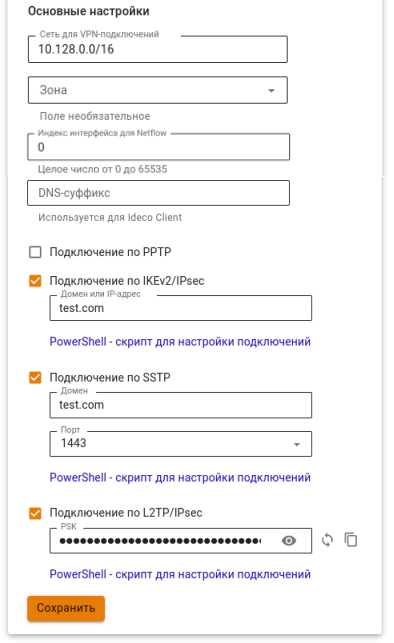 Основные настройки
Сеть для VPN-подключений
10.128.0.0/16
Зона
Поле необязательное
Индекс интерфейса для Netflow
0
Целое число от 0 до 65535
DNS-суффикс
Используется для Ideco Client
Подключение по PPTP
Подключение по IKEv2/IPsec
Домен или IP-адрес
test.com
PowerShell - скрипт для настройки подключений
Подключение по SSTP
Домен
test.com
Порт
1443
PowerShell - скрипт для настройки подключений
Подключение по L2TP/IPsec
PSK
PowerShell - скрипт для настройки подключений
Сохранить